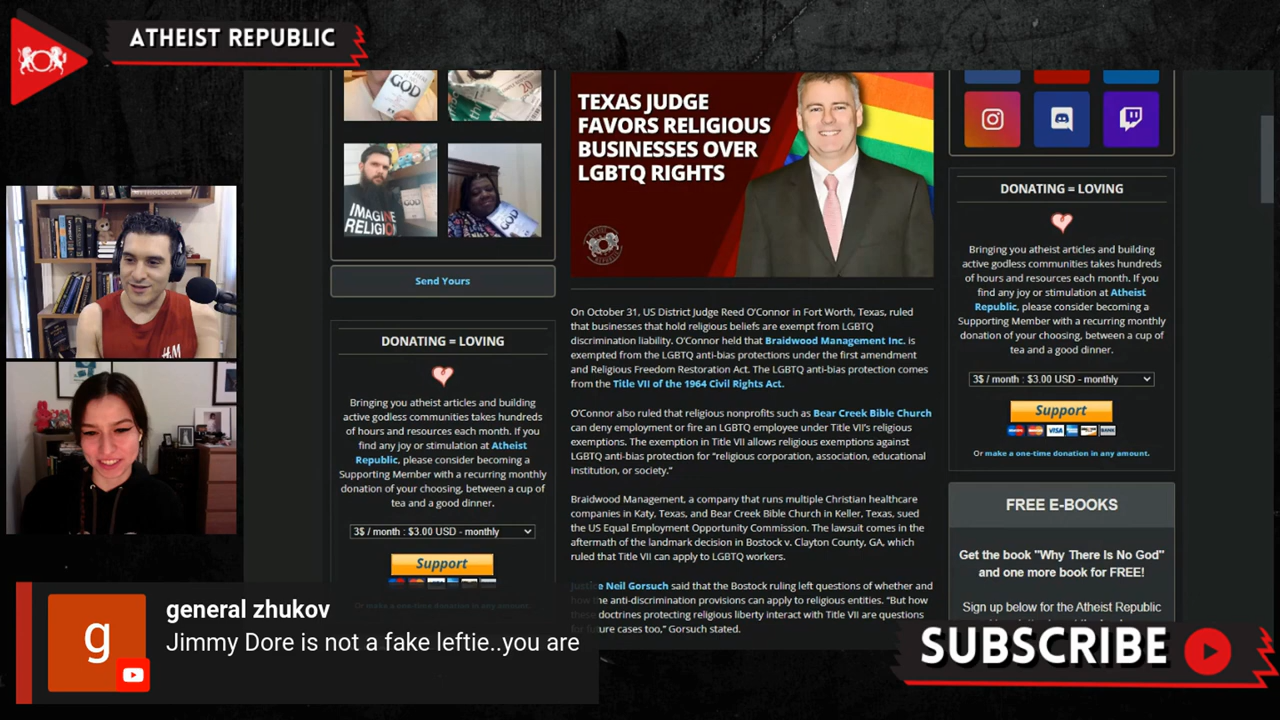 ATHEIST REPUBLIC
GOD
20
GOD
IMAGINE
RELIGION
GOD
Send Yours
DONATING = LOVING
Bringing you atheist articles and building
active godless communities takes hundreds
of hours and resources each month. If you
find any joy or stimulation at Atheist
Republic, please consider becoming a
Supporting Member with a recurring monthly
donation of your choosing, between a cup of
tea and a good dinner.
3$ / month : $3.00 USD - monthly
Support
Or make a one-time donation in any amount.
TEXAS JUDGE
FAVORS RELIGIOUS
BUSINESSES OVER
LGBTQ RIGHTS
On October 31, US District Judge Reed O'Connor in Fort Worth, Texas, ruled
that businesses that hold religious beliefs are exempt from LGBTQ
discrimination liability. O'Connor held that Braidwood Management Inc. is
exempted from the LGBTQ anti-bias protections under the first amendment
and Religious Freedom Restoration Act. The LGBTQ anti-bias protection comes
from the Title VII of the 1964 Civil Rights Act.
O'Connor also ruled that religious nonprofits such as Bear Creek Bible Church
can deny employment or fire an LGBTQ employee under Title VII's religious
exemptions. The exemption in Title VII allows religious exemptions against
LGBTQ anti-bias protection for "religious corporation, association, educational
institution, or society."
Braidwood Management, a company that runs multiple Christian healthcare
companies in Katy, Texas, and Bear Creek Bible Church in Keller, Texas, sued
the US Equal Employment Opportunity Commission. The lawsuit comes in the
aftermath of the landmark decision in Bostock v. Clayton County, GA, which
ruled that Title VII can apply to LGBTQ workers.
Justice Neil Gorsuch said that the Bostock ruling left questions of whether and
how the anti-discrimination provisions can apply to religious entities. "But how
these doctrines protecting religious liberty interact with Title VII are questions
for future cases too," Gorsuch stated.
DONATING = LOVING
Bringing you atheist articles and building
active godless communities takes hundreds
of hours and resources each month. If you
find any joy or stimulation at Atheist
Republic, please consider becoming a
Supporting Member with a recurring monthly
donation of your choosing, between a cup of
tea and a good dinner.
3$ / month : $3.00 USD - monthly
Support
VISA
BANK
Or make a one-time donation in any amount.
FREE E-BOOKS
Get the book "Why There Is No God"
and one more book for FREE!
Sign up below for the Atheist Republic
H&M
g
general zhukov
Jimmy Dore is not a fake leftie..you are
SUBSCRIBE